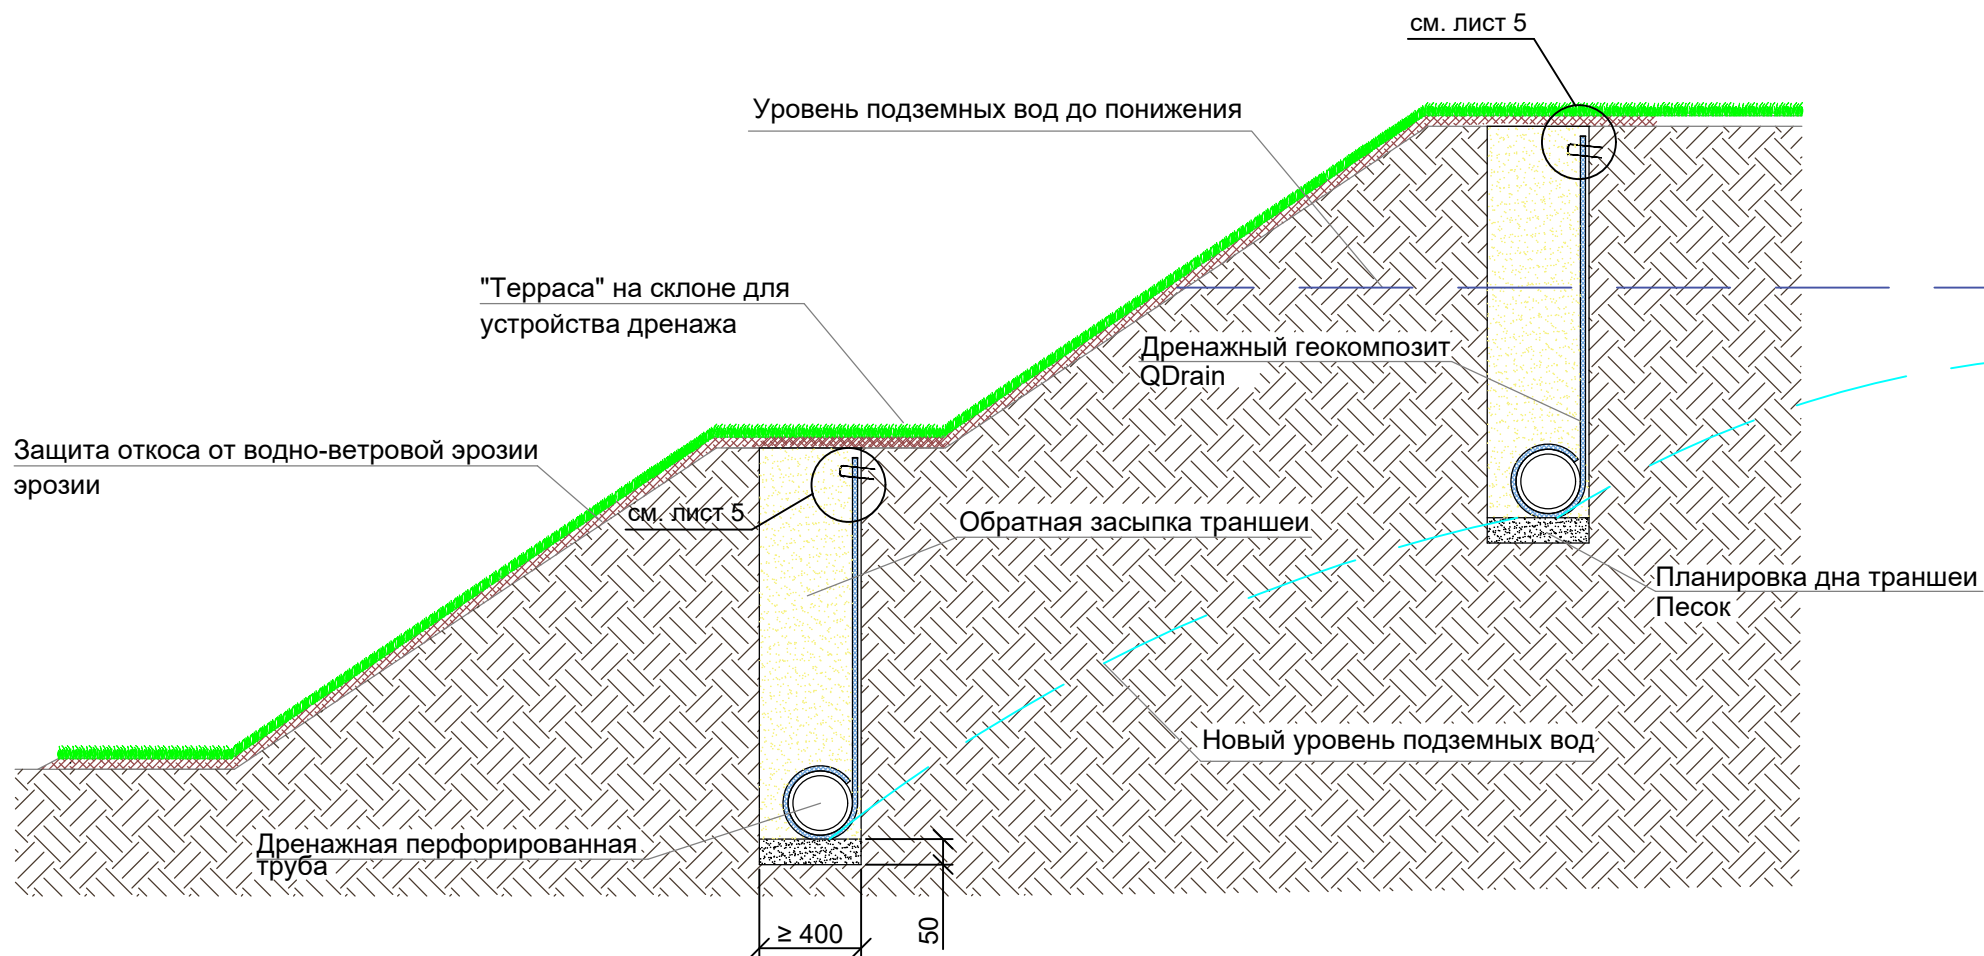 см. лист 5
Уровень подземных вод до понижения
"Терраса" на склоне для
устройства дренажа
Дренажный геокомпозит
QDrain
Защита откоса от водно-ветровой эрозии
эрозии
см. лист 5
Обратная засыпка траншеи
Планировка дна траншеи
Песок
Новый уровень подземных вод
Дренажная перфорированная
труба
≥ 400
50